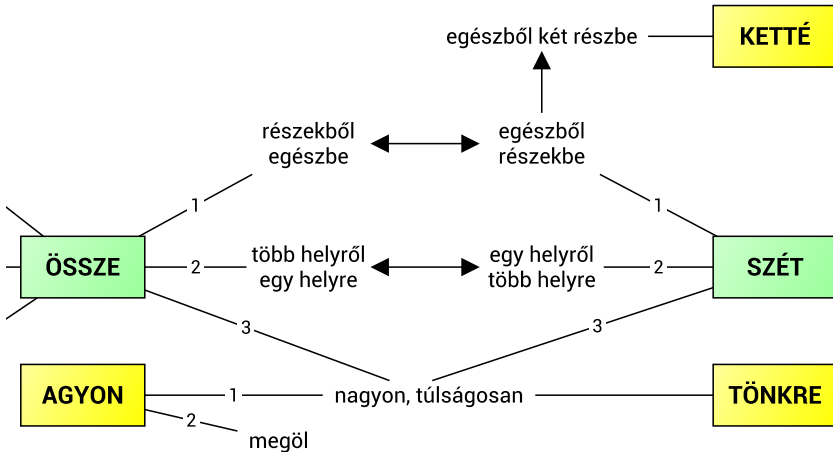 egészből két részbe
KETTÉ
részekből
egészbe
egészből
részekbe
1
1
ÖSSZE
2
több helyről
egy helyre
egy helyről
több helyre
2
SZÉT
3
3
AGYON
1
nagyon, túlságosan
TÖNKRE
2
megöl